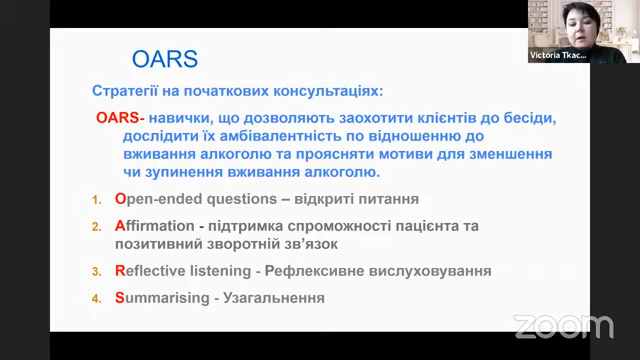 Victoria Tkac...
OARS
Стратегії на початкових консультаціях:
OARS- навички, що дозволяють заохотити клієнтів до бесіди,
дослідити їх амбівалентність по відношенню до
вживання алкоголю та проясняти мотиви для зменшення
чи зупинення вживання алкоголю.
1. Open-ended questions – відкриті питання
2. Affirmation - підтримка спроможності пацієнта та
позитивний зворотній зв’язок
3. Reflective listening - Рефлексивне вислуховування
4. Summarising - Узагальнення
zoom